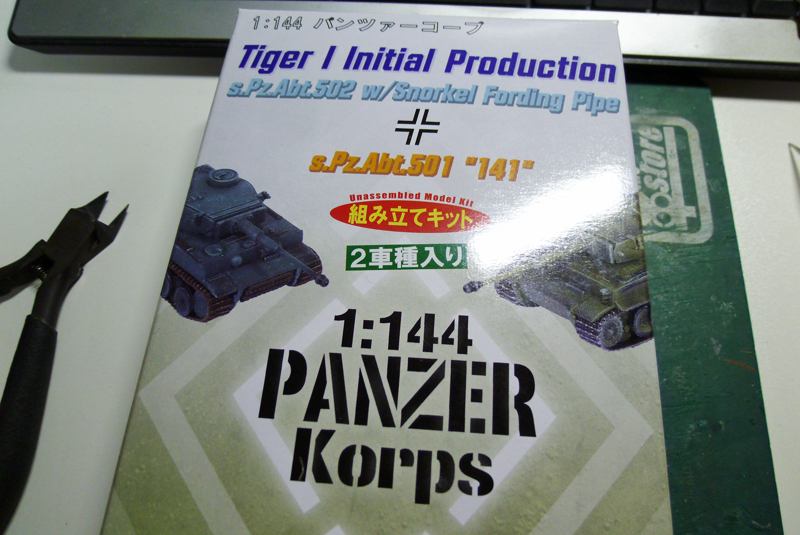 1:144 パンツァーコープ
Tiger I Initial Production
s.Pz.Abt.502 w/Snorkel Fording Pipe
s.Pz.Abt.501 "141"
Unassembled Model Kit
組み立てキット
2車種入り
1:144
PANZER
Korps
store